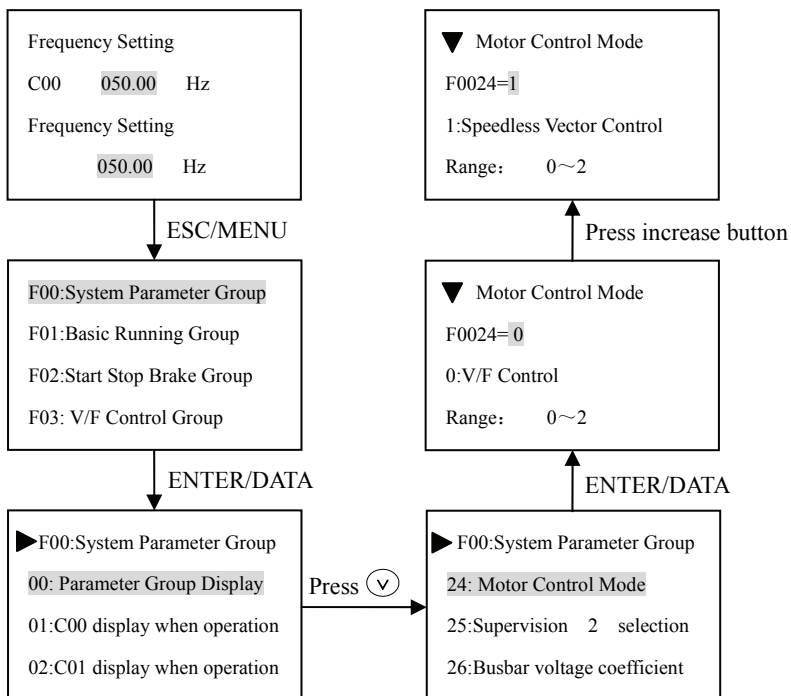 Frequency Setting
C00 050.00 Hz
Frequency Setting
050.00 Hz
ESC/MENU
F00:System Parameter Group
F01:Basic Running Group
F02:Start Stop Brake Group
F03: V/F Control Group
ENTER/DATA
▶F00:System Parameter Group
00: Parameter Group Display
01:C00 display when operation
02:C01 display when operation
Press ∨
▶ F00:System Parameter Group
24: Motor Control Mode
25:Supervision 2 selection
26:Busbar voltage coefficient
ENTER/DATA
▼ Motor Control Mode
F0024= 0
0:V/F Control
Range： 0～2
Press increase button
▼ Motor Control Mode
F0024=1
1:Speedless Vector Control
Range： 0～2